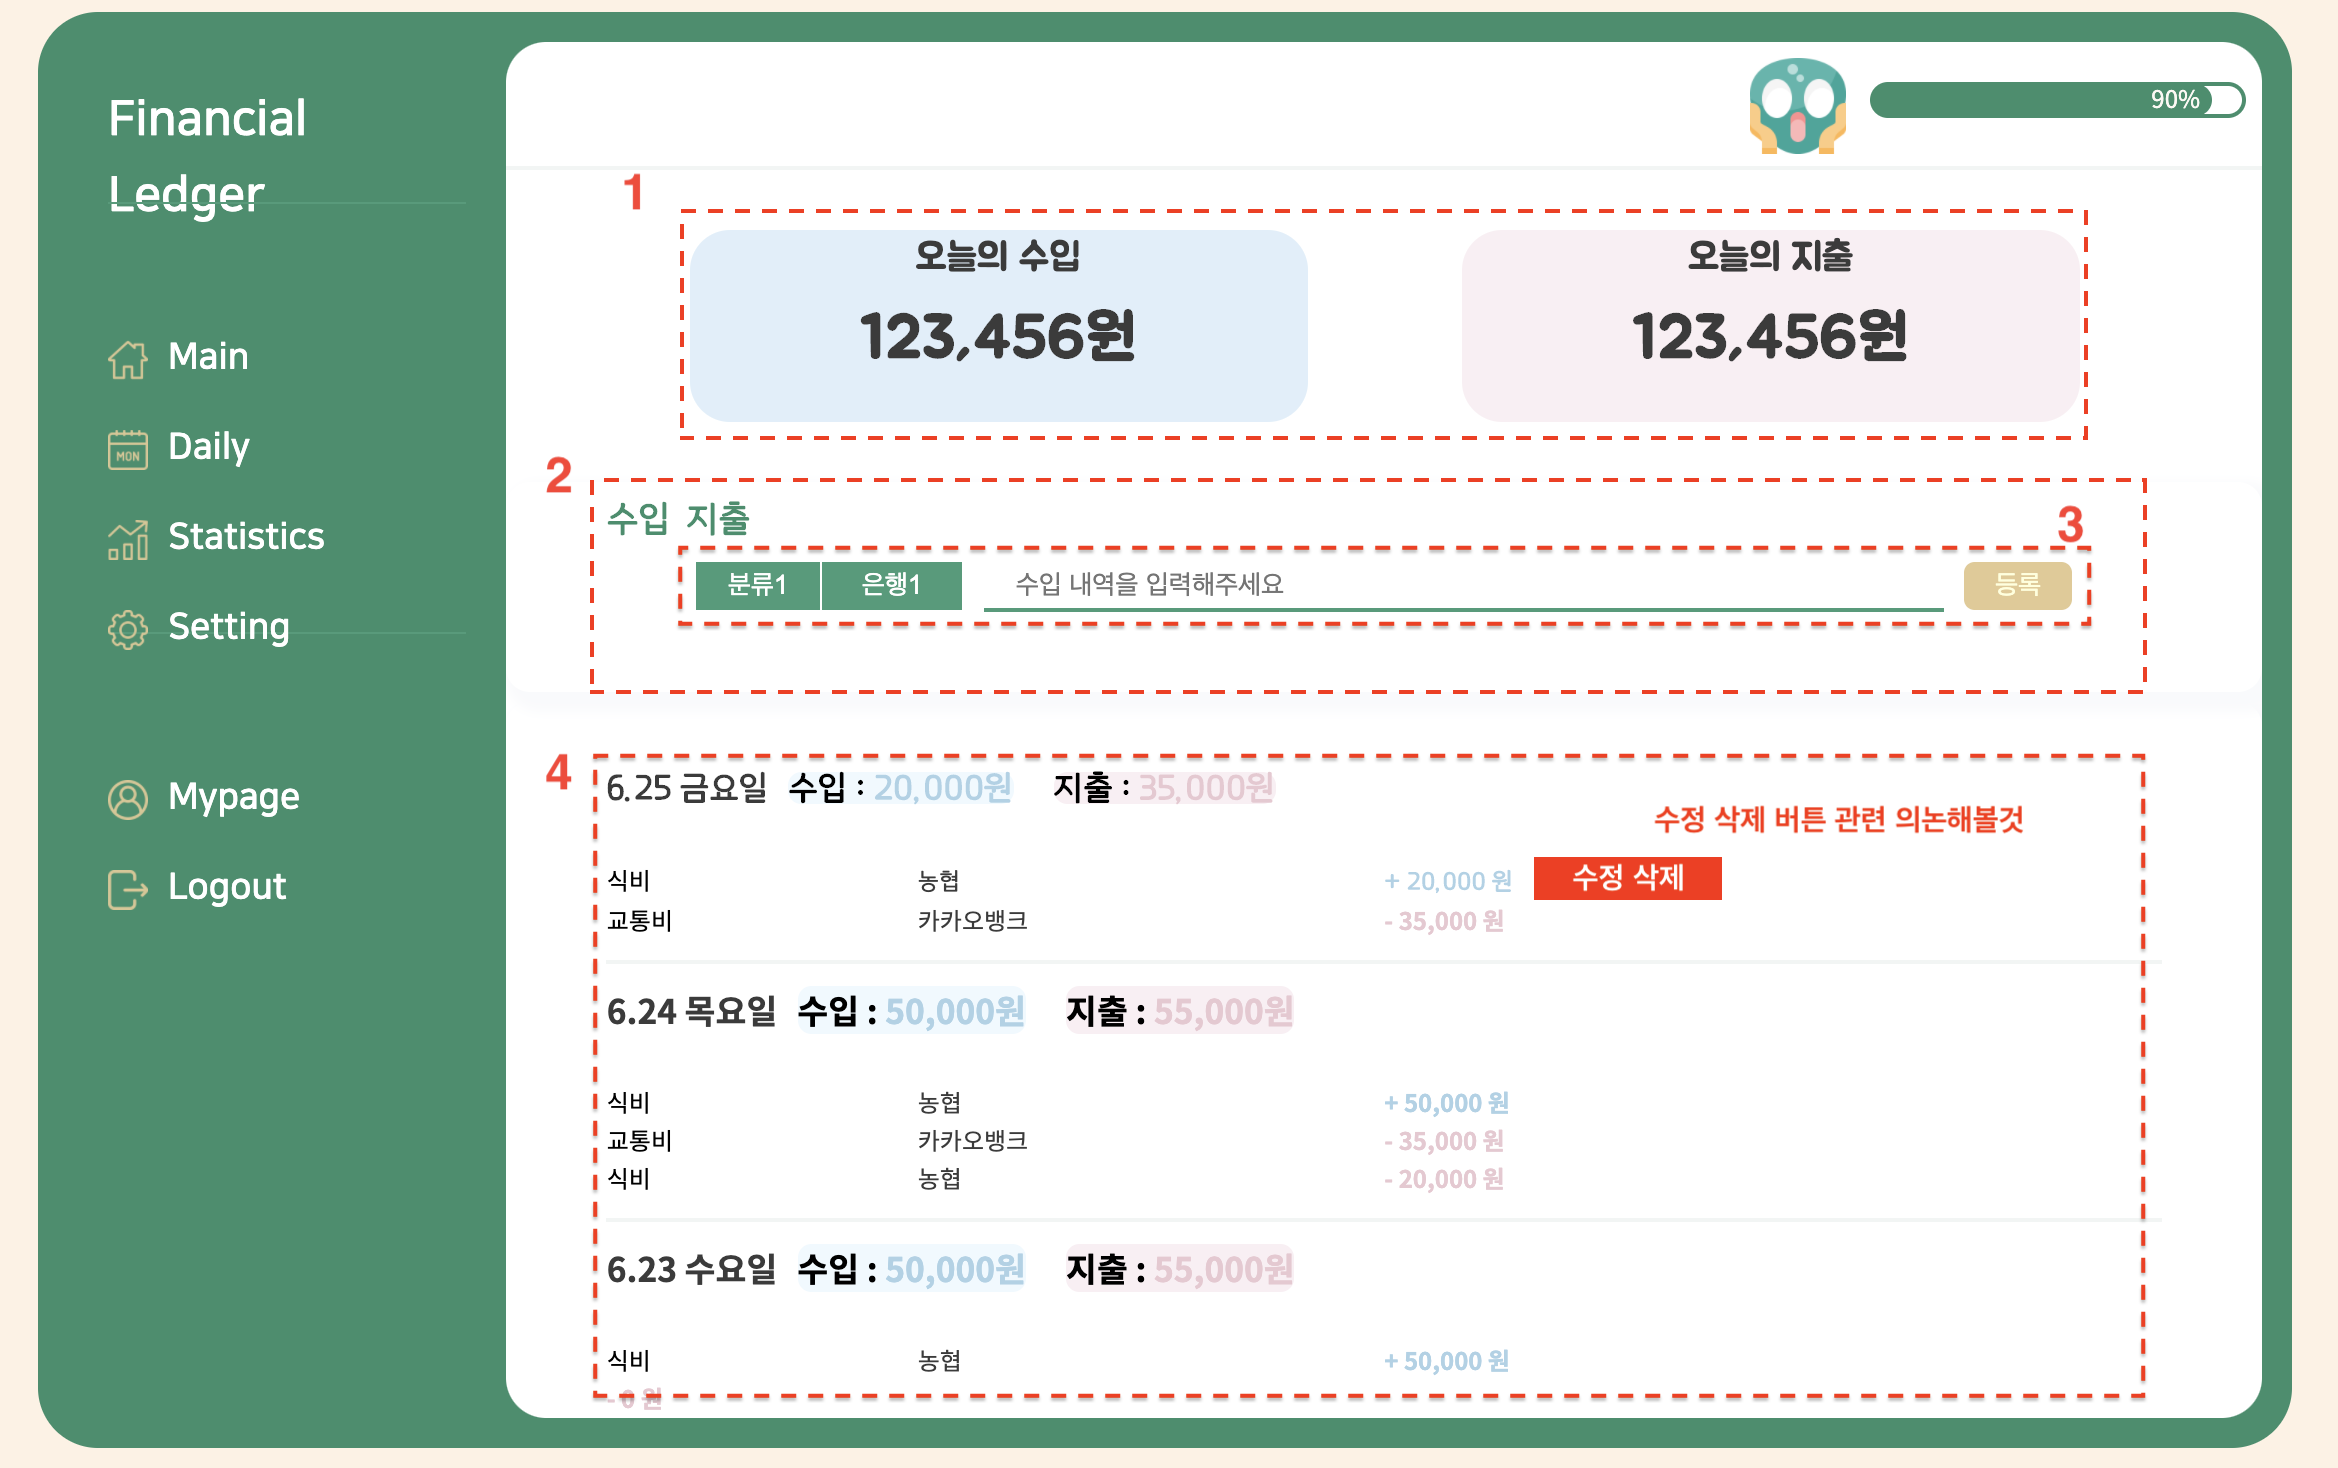 Financial
Ledger
Main
MON
Daily
Statistics
Setting
Mypage
Logout
90%
1
오늘의 수입
123,456원
오늘의 지출
123,456원
2
수입 지출
3
분류1 은행1 수입 내역을 입력해주세요 등록
4
6.25 금요일 수입 : 20,000원 지출 : 35,000원
수정 삭제 버튼 관련 의논해볼것
식비 농협 + 20,000 원 수정 삭제
교통비 카카오뱅크 - 35,000 원
6.24 목요일 수입 : 50,000원 지출 : 55,000원
식비 농협 + 50,000 원
교통비 카카오뱅크 - 35,000 원
식비 농협 - 20,000 원
6.23 수요일 수입 : 50,000원 지출 : 55,000원
식비 농협 + 50,000 원
- 0 원